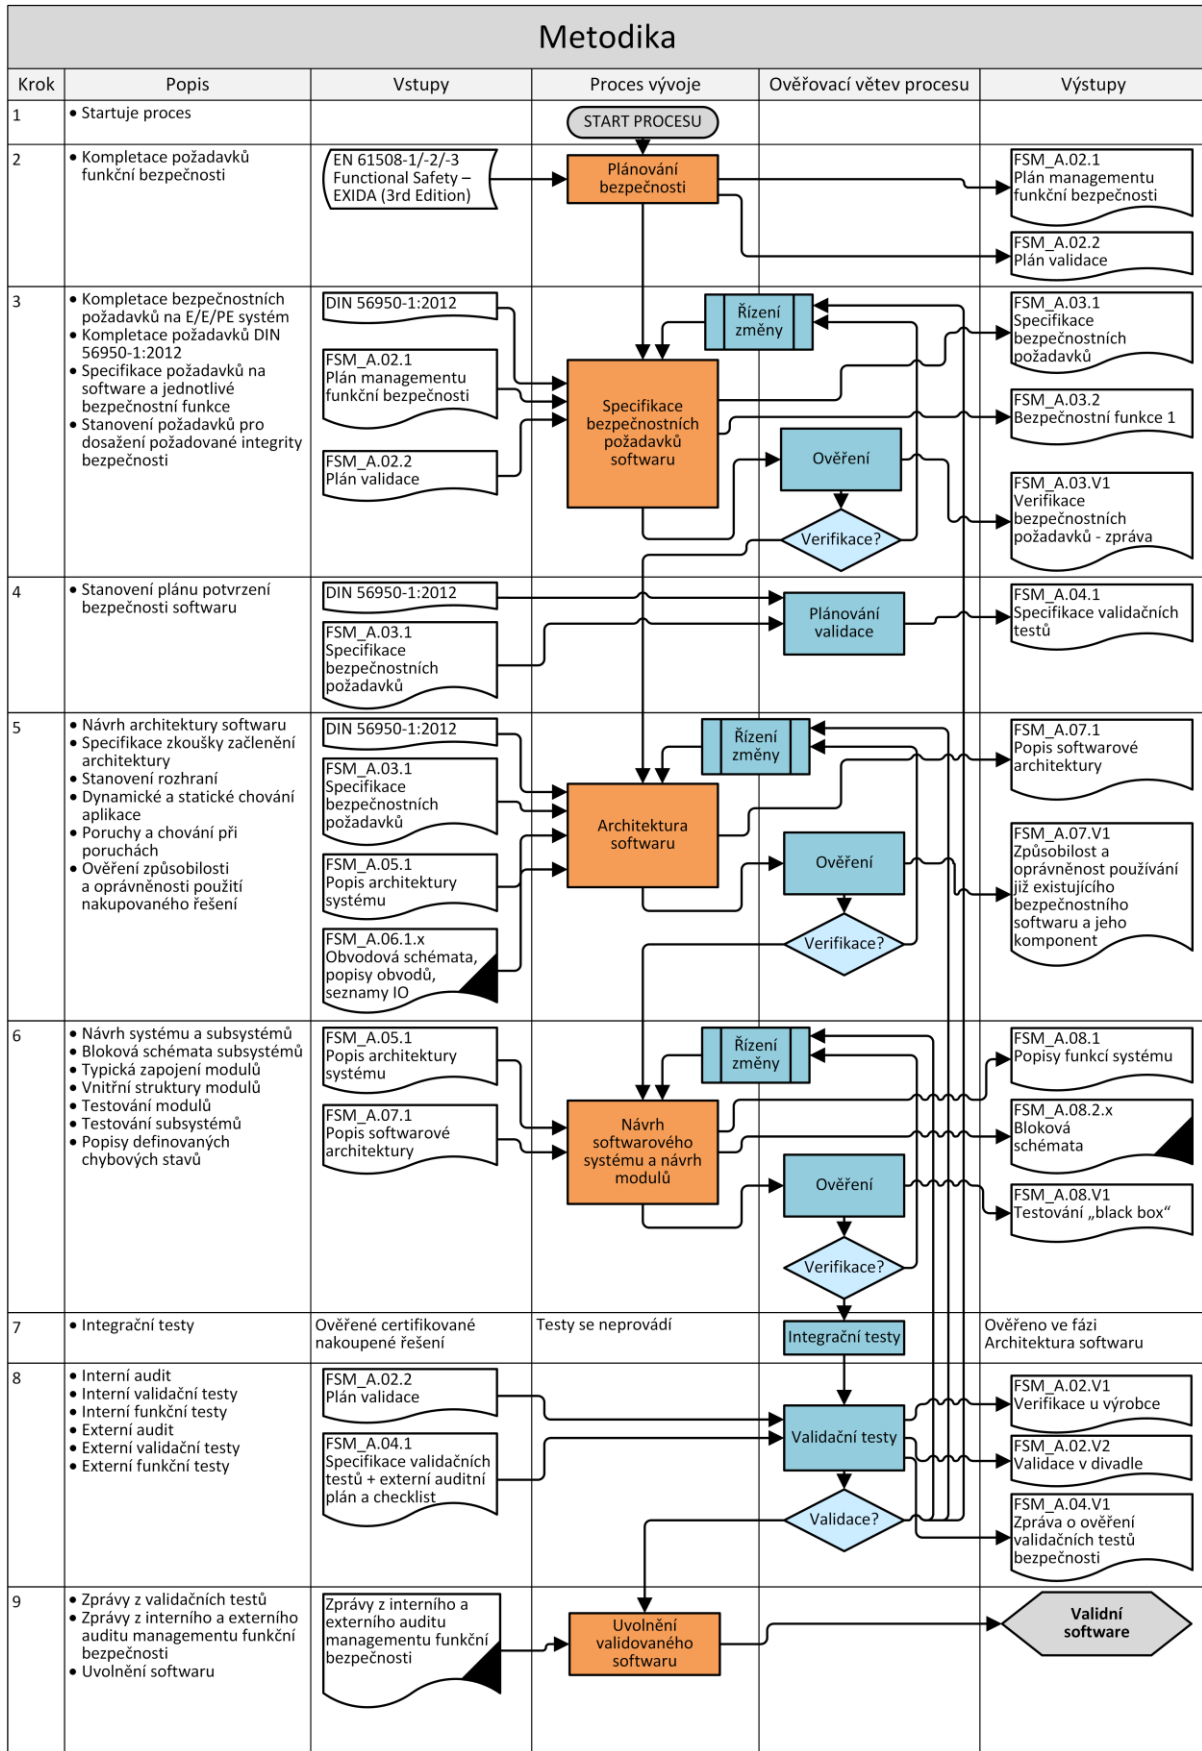 Metodika
Krok
Popis
Vstupy
Proces vývoje
Ověřovací větev procesu
Výstupy
1
• Startuje proces
START PROCESU
2
• Kompletace požadavků
funkční bezpečnosti
EN 61508-1/-2/-3
Functional Safety –
EXIDA (3rd Edition)
Plánování
bezpečnosti
FSM_A.02.1
Plán managementu
funkční bezpečnosti
FSM_A.02.2
Plán validace
3
• Kompletace bezpečnostních
požadavků na E/E/PE systém
• Kompletace požadavků DIN
56950-1:2012
• Specifikace požadavků na
software a jednotlivé
bezpečnostní funkce
• Stanovení požadavků pro
dosažení požadované integrity
bezpečnosti
DIN 56950-1:2012
FSM_A.02.1
Plán managementu
funkční bezpečnosti
FSM_A.02.2
Plán validace
Specifikace
bezpečnostních
požadavků
softwaru
Řízení
změny
Ověření
Verifikace?
FSM_A.03.1
Specifikace
bezpečnostních
požadavků
FSM_A.03.2
Bezpečnostní funkce 1
FSM_A.03.V1
Verifikace
bezpečnostních
požadavků - zpráva
4
• Stanovení plánu potvrzení
bezpečnosti softwaru
DIN 56950-1:2012
FSM_A.03.1
Specifikace
bezpečnostních
požadavků
Plánování
validace
FSM_A.04.1
Specifikace validačních
testů
5
• Návrh architektury softwaru
• Specifikace zkoušky začlenění
architektury
• Stanovení rozhraní
• Dynamické a statické chování
aplikace
• Poruchy a chování při
poruchách
• Ověření způsobilosti
a oprávněnosti použití
nakupovaného řešení
DIN 56950-1:2012
FSM_A.03.1
Specifikace
bezpečnostních
požadavků
FSM_A.05.1
Popis architektury
systému
FSM_A.06.1.x
Obvodová schémata,
popisy obvodů,
seznamy IO
Architektura
softwaru
Řízení
změny
Ověření
Verifikace?
FSM_A.07.1
Popis softwarové
architektury
FSM_A.07.V1
Způsobilost a
oprávněnost používání
již existujícího
bezpečnostního
softwaru a jeho
komponent
6
• Návrh systému a subsystémů
• Bloková schémata subsystémů
• Typická zapojení modulů
• Vnitřní struktury modulů
• Testování modulů
• Testování subsystémů
• Popisy definovaných
chybových stavů
FSM_A.05.1
Popis architektury
systému
FSM_A.07.1
Popis softwarové
architektury
Návrh
softwarového
systému a návrh
modulů
Řízení
změny
Ověření
Verifikace?
FSM_A.08.1
Popisy funkcí systému
FSM_A.08.2.x
Bloková
schémata
FSM_A.08.V1
Testování „black box“
7
• Integrační testy
Ověřené certifikované
nakoupené řešení
Testy se neprovádí
Integrační testy
Ověřeno ve fázi
Architektura softwaru
8
• Interní audit
• Interní validační testy
• Interní funkční testy
• Externí audit
• Externí validační testy
• Externí funkční testy
FSM_A.02.2
Plán validace
FSM_A.04.1
Specifikace validačních
testů + externí auditní
plán a checklist
Validační testy
Validace?
FSM_A.02.V1
Verifikace u výrobce
FSM_A.02.V2
Validace v divadle
FSM_A.04.V1
Zpráva o ověření
validačních testů
bezpečnosti
9
• Zprávy z validačních testů
• Zprávy z interního a externího
auditu managementu funkční
bezpečnosti
• Uvolnění softwaru
Zprávy z interního a
externího auditu
managementu funkční
bezpečnosti
Uvolnění
validovaného
softwaru
Validní
software